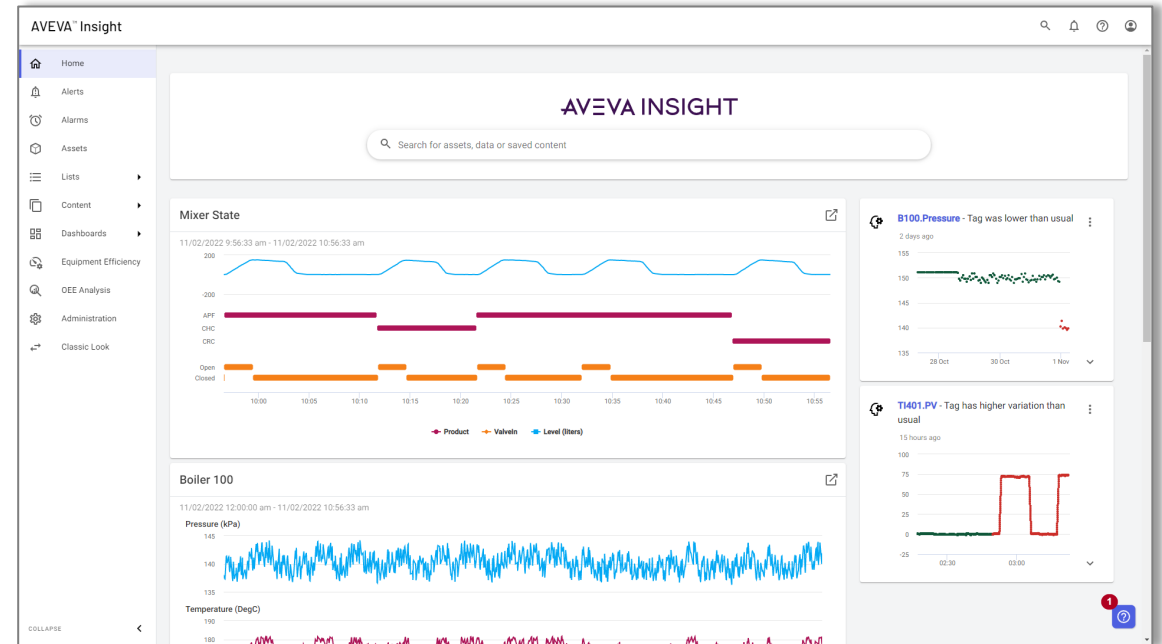 AVEVA™ Insight
Home
Alerts
Alarms
Assets
Lists
Content
Dashboards
Equipment Efficiency
OEE Analysis
Administration
Classic Look
COLLAPSE
AVEVA INSIGHT
Search for assets, data or saved content
Mixer State
11/02/2022 9:56:33 am - 11/02/2022 10:56:33 am
200
-200
APF
CHC
CRC
Open
Closed
10:00 10:05 10:10 10:15 10:20 10:25 10:30 10:35 10:40 10:45 10:50 10:55
Product ValveIn Level (liters)
Boiler 100
11/02/2022 12:00:00 am - 11/02/2022 10:56:33 am
Pressure (kPa)
145
140
135
Temperature (DegC)
190
180
B100.Pressure - Tag was lower than usual
2 days ago
155
150
145
140
135
28 Oct 30 Oct 1 Nov
TI401.PV - Tag has higher variation than
usual
15 hours ago
100
75
50
25
0
-25
02:30 03:00
1